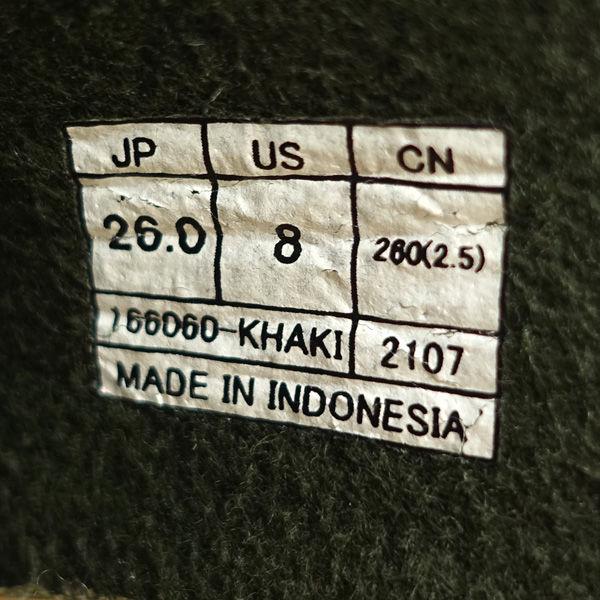 JP US CN
26.0 8 260(2.5)
166060-KHAKI 2107
MADE IN INDONESIA